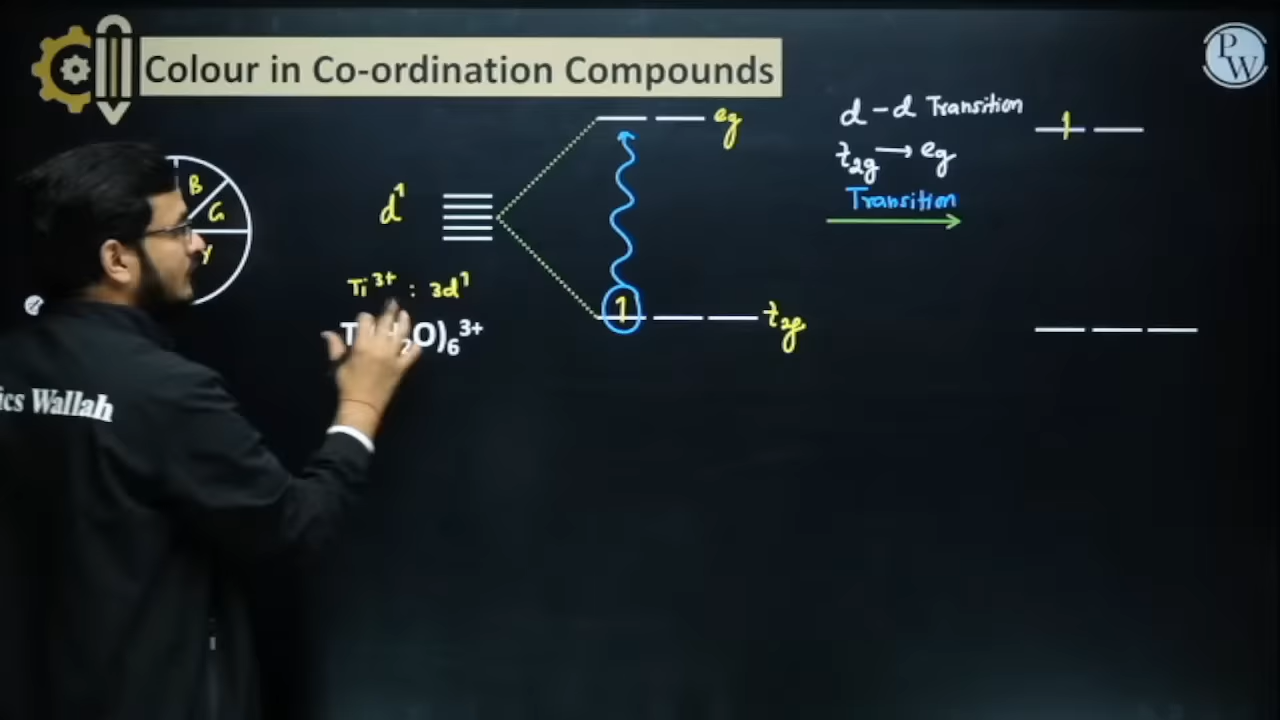 Colour in Co-ordination Compounds
PW
B
G
Y
d¹
eg
Ti³⁺ : 3d¹
O)₆³⁺
1
t₂g
d-d Transition
t₂g → eg
Transition
1
ics Wallah